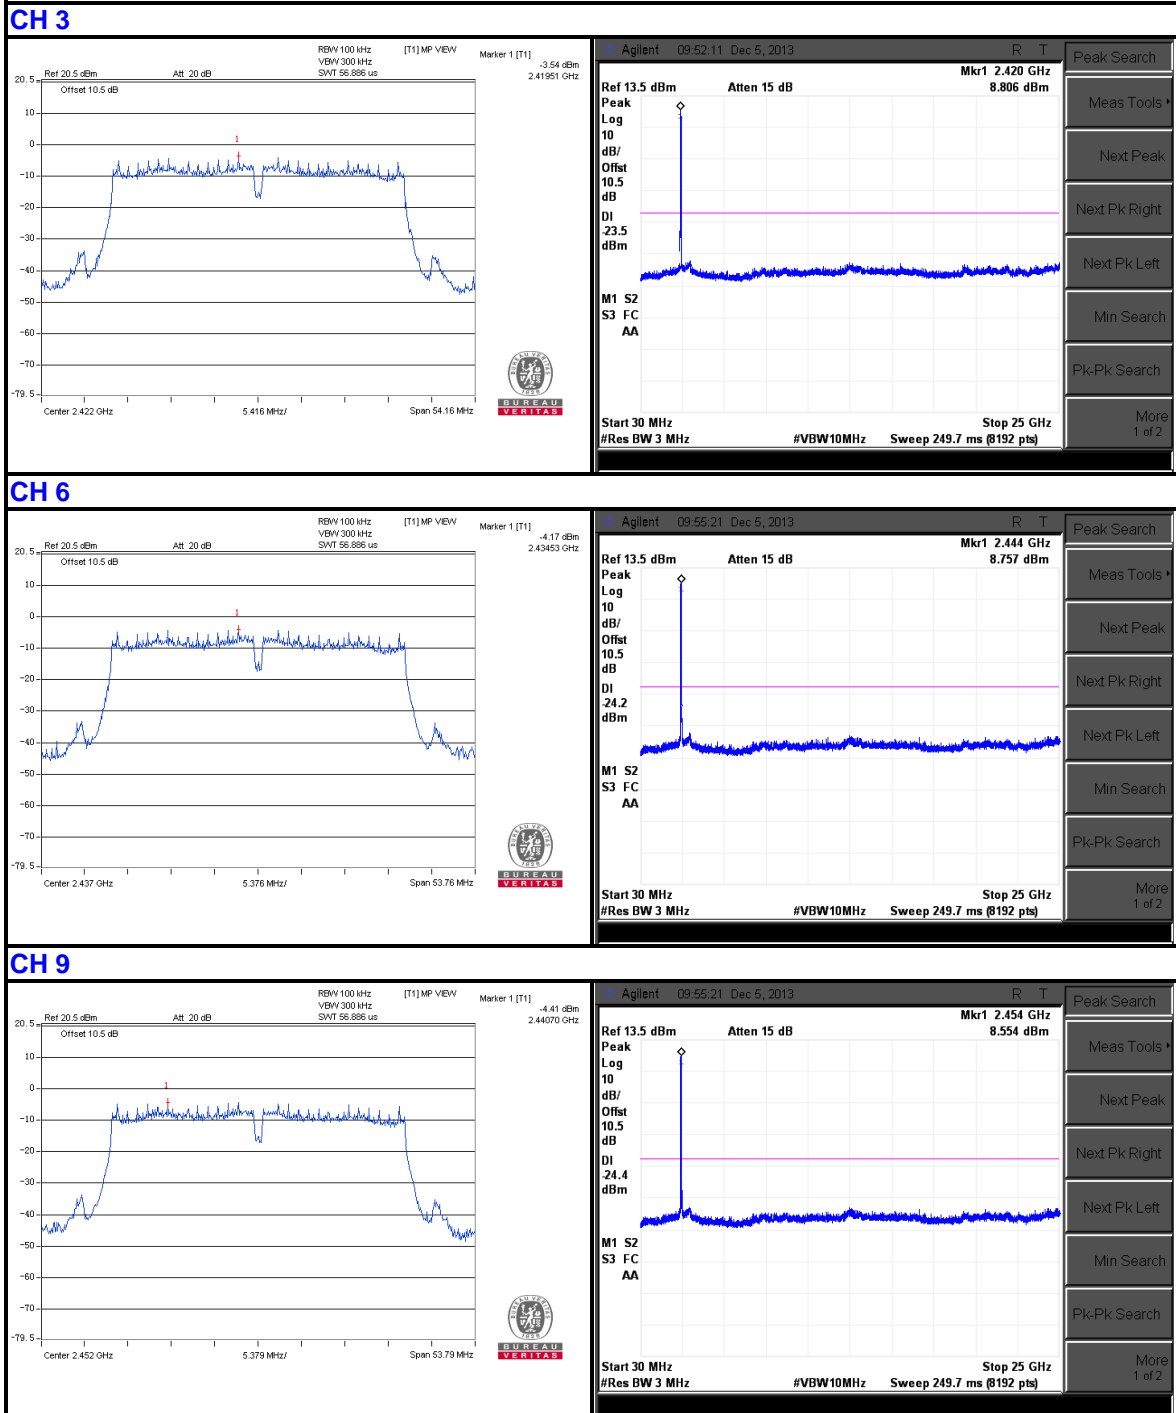 CH 3
RBW 100 kHz [T1] MP VIEW Marker 1 [T1]
VBW 300 kHz -3.54 dBm
Ref 20.5 dBm Att 20 dB SWT 56.886 us 2.41951 GHz
20.5
Offset 10.5 dB
10
0
-10
-20
-30
-40
-50
-60
-70
-79.5
Center 2.422 GHz 5.416 MHz/ Span 54.16 MHz
BUREAU VERITAS
1828
BUREAU
VERITAS
Agilent 09:52:11 Dec 5, 2013 R T
Mkr1 2.420 GHz
Ref 13.5 dBm Atten 15 dB 8.806 dBm
Peak
Log
10
dB/
Offst
10.5
dB
DI
-23.5
dBm
M1 S2
S3 FC
AA
Start 30 MHz Stop 25 GHz
#Res BW 3 MHz #VBW10MHz Sweep 249.7 ms (8192 pts)
Peak Search
Meas Tools
Next Peak
Next Pk Right
Next Pk Left
Min Search
Pk-Pk Search
More
1 of 2
CH 6
RBW 100 kHz [T1] MP VIEW Marker 1 [T1]
VBW 300 kHz -4.17 dBm
Ref 20.5 dBm Att 20 dB SWT 56.886 us 2.43453 GHz
20.5
Offset 10.5 dB
10
0
-10
-20
-30
-40
-50
-60
-70
-79.5
Center 2.437 GHz 5.376 MHz/ Span 53.76 MHz
BUREAU VERITAS
1828
BUREAU
VERITAS
Agilent 09:55:21 Dec 5, 2013 R T
Mkr1 2.444 GHz
Ref 13.5 dBm Atten 15 dB 8.757 dBm
Peak
Log
10
dB/
Offst
10.5
dB
DI
-24.2
dBm
M1 S2
S3 FC
AA
Start 30 MHz Stop 25 GHz
#Res BW 3 MHz #VBW10MHz Sweep 249.7 ms (8192 pts)
Peak Search
Meas Tools
Next Peak
Next Pk Right
Next Pk Left
Min Search
Pk-Pk Search
More
1 of 2
CH 9
RBW 100 kHz [T1] MP VIEW Marker 1 [T1]
VBW 300 kHz -4.41 dBm
Ref 20.5 dBm Att 20 dB SWT 56.886 us 2.44070 GHz
20.5
Offset 10.5 dB
10
0
-10
-20
-30
-40
-50
-60
-70
-79.5
Center 2.452 GHz 5.379 MHz/ Span 53.79 MHz
BUREAU VERITAS
1828
BUREAU
VERITAS
Agilent 09:55:21 Dec 5, 2013 R T
Mkr1 2.454 GHz
Ref 13.5 dBm Atten 15 dB 8.554 dBm
Peak
Log
10
dB/
Offst
10.5
dB
DI
-24.4
dBm
M1 S2
S3 FC
AA
Start 30 MHz Stop 25 GHz
#Res BW 3 MHz #VBW10MHz Sweep 249.7 ms (8192 pts)
Peak Search
Meas Tools
Next Peak
Next Pk Right
Next Pk Left
Min Search
Pk-Pk Search
More
1 of 2